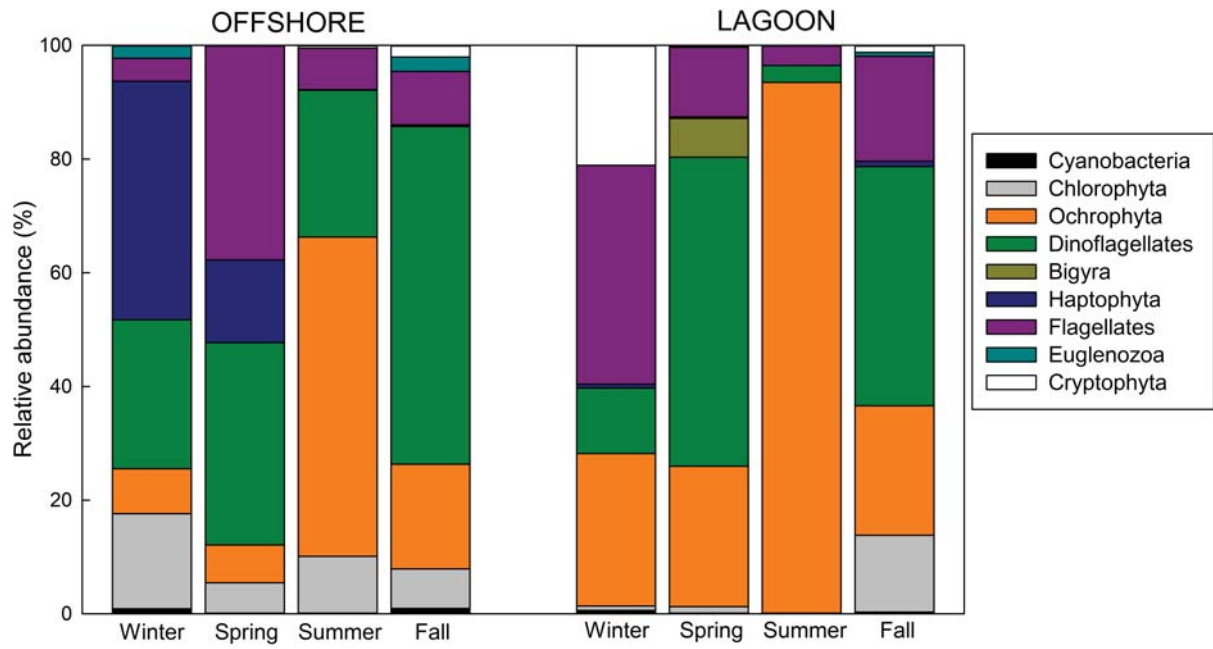 OFFSHORE
LAGOON
Relative abundance (%)
100
80
60
40
20
0
Winter Spring Summer Fall
Winter Spring Summer Fall
Cyanobacteria
Chlorophyta
Ochrophyta
Dinoflagellates
Bigyra
Haptophyta
Flagellates
Euglenozoa
Cryptophyta